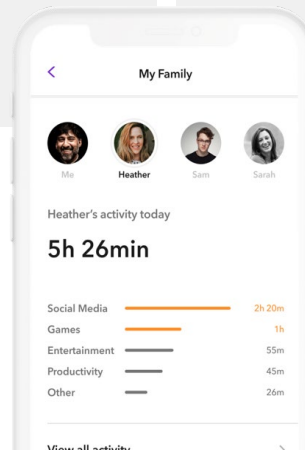 My Family
Me Heather Sam Sarah
Heather's activity today
5h 26min
Social Media 2h 20m
Games 1h
Entertainment 55m
Productivity 45m
Other 26m
View all activity